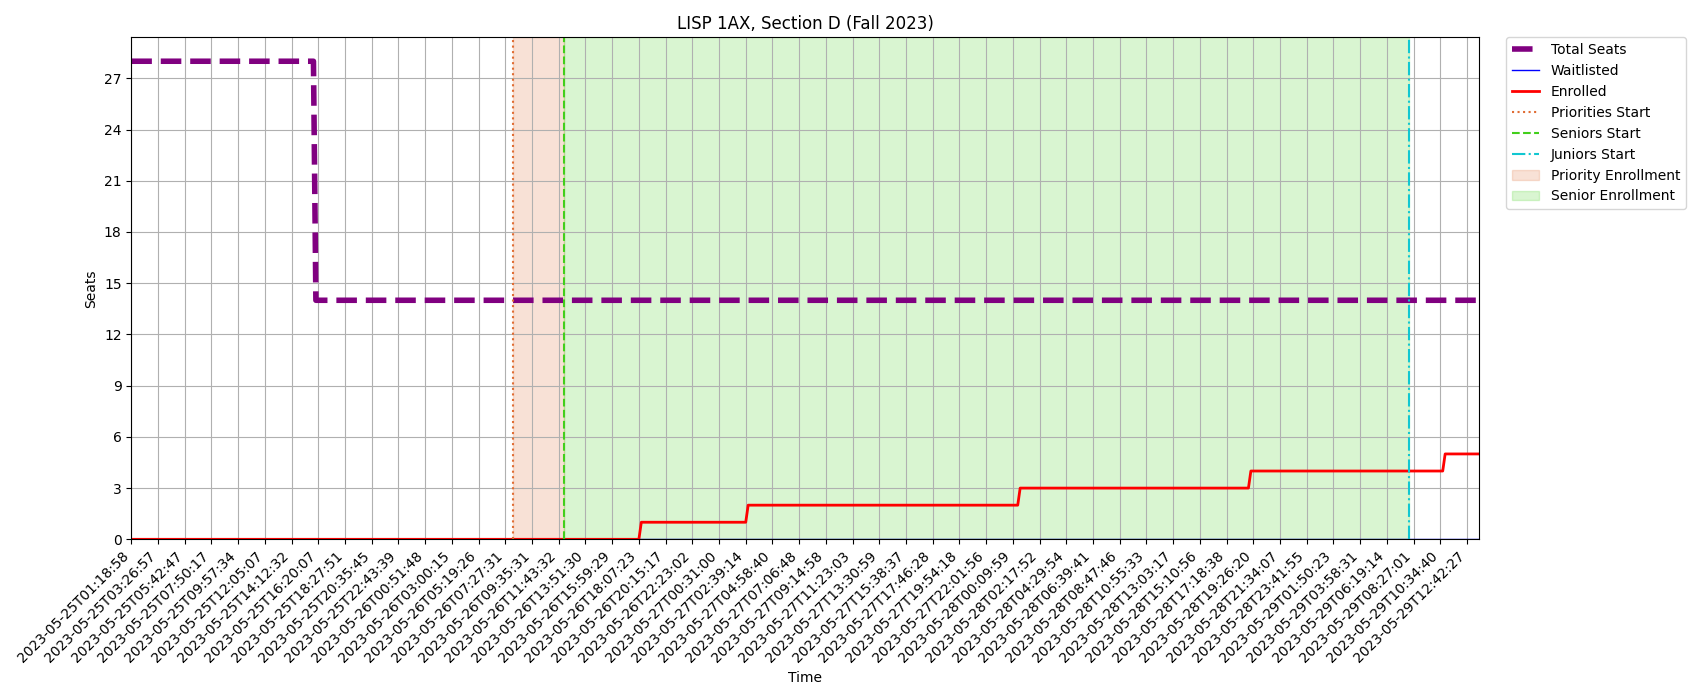 LISP 1AX, Section D (Fall 2023)
Total Seats
Waitlisted
Enrolled
Priorities Start
Seniors Start
Juniors Start
Priority Enrollment
Senior Enrollment
Seats
27
24
21
18
15
12
9
6
3
0
2023-05-25T01:18:58
2023-05-25T03:26:57
2023-05-25T05:42:47
2023-05-25T07:50:17
2023-05-25T09:57:34
2023-05-25T12:05:07
2023-05-25T14:12:32
2023-05-25T16:20:07
2023-05-25T18:27:51
2023-05-25T20:35:45
2023-05-25T22:43:39
2023-05-26T00:51:48
2023-05-26T03:00:15
2023-05-26T05:19:26
2023-05-26T07:27:31
2023-05-26T09:35:31
2023-05-26T11:43:32
2023-05-26T13:51:30
2023-05-26T15:59:29
2023-05-26T18:07:23
2023-05-26T20:15:17
2023-05-26T22:23:02
2023-05-27T00:31:00
2023-05-27T02:39:14
2023-05-27T04:58:40
2023-05-27T07:06:48
2023-05-27T09:14:58
2023-05-27T11:23:03
2023-05-27T13:30:59
2023-05-27T15:38:37
2023-05-27T17:46:28
2023-05-27T19:54:18
2023-05-27T22:01:56
2023-05-28T00:09:59
2023-05-28T02:17:52
2023-05-28T04:29:54
2023-05-28T06:39:41
2023-05-28T08:47:46
2023-05-28T10:55:33
2023-05-28T13:03:17
2023-05-28T15:10:56
2023-05-28T17:18:38
2023-05-28T19:26:20
2023-05-28T21:34:07
2023-05-28T23:41:55
2023-05-29T01:50:23
2023-05-29T03:58:31
2023-05-29T06:19:14
2023-05-29T08:27:01
2023-05-29T10:34:40
2023-05-29T12:42:27
Time